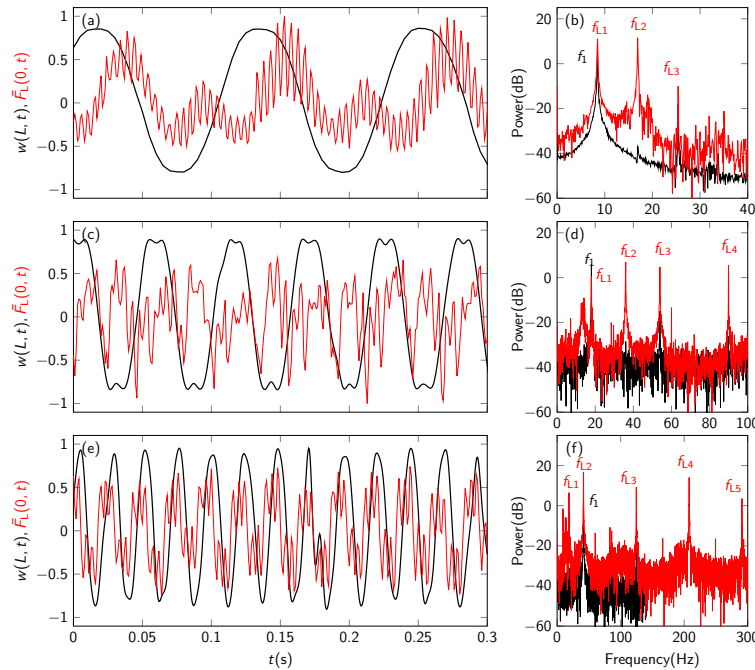 (a)
w(L, t), F̄L(0, t)
1
0.5
0
−0.5
−1
(b)
fL1
fL2
f1
fL3
Power(dB)
20
0
−20
−40
−60
0
10
20
30
40
(c)
w(L, t), F̄L(0, t)
1
0.5
0
−0.5
−1
(d)
f1
fL1
fL2
fL3
fL4
Power(dB)
20
0
−20
−40
−60
0
20
40
60
80
100
(e)
w(L, t), F̄L(0, t)
1
0.5
0
−0.5
−1
0
0.05
0.1
0.15
0.2
0.25
0.3
t(s)
(f)
fL1
fL2
f1
fL3
fL4
fL5
Power(dB)
20
0
−20
−40
−60
0
100
200
300
Frequency(Hz)